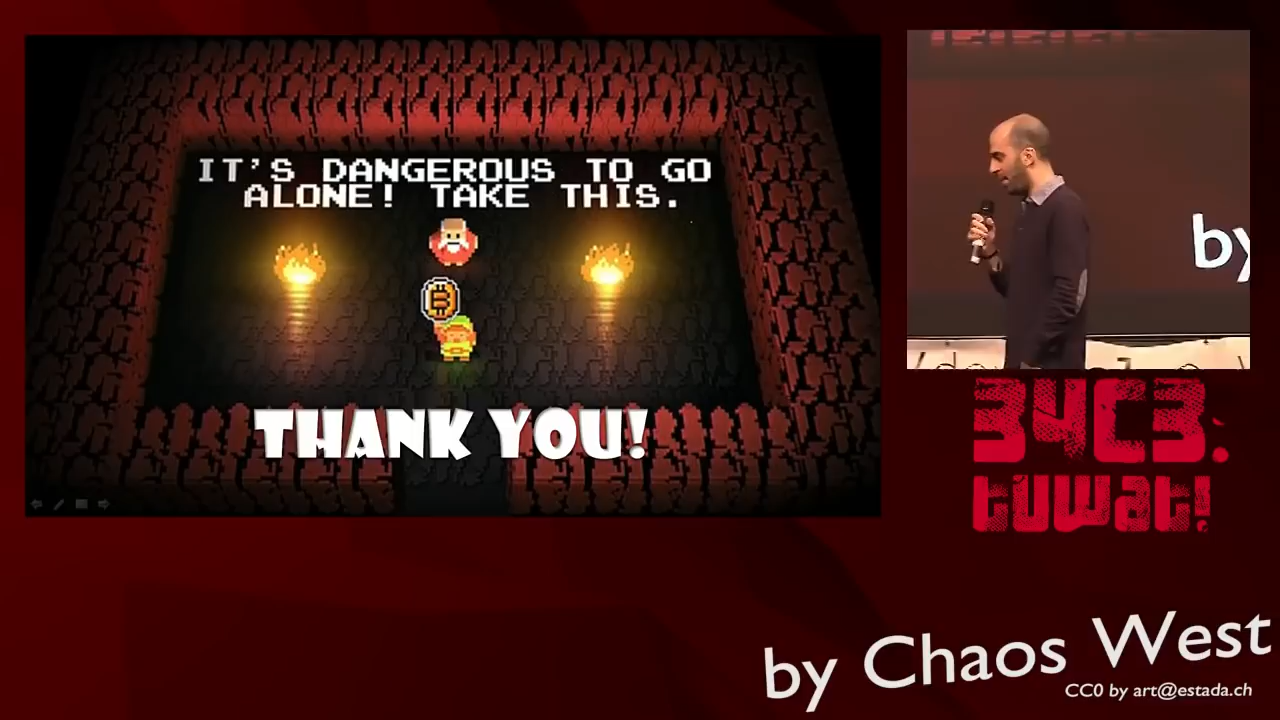 IT'S DANGEROUS TO GO
ALONE! TAKE THIS.
THANK YOU!
by
34C3:
tuwat!
by Chaos West
CC0 by art@estada.ch